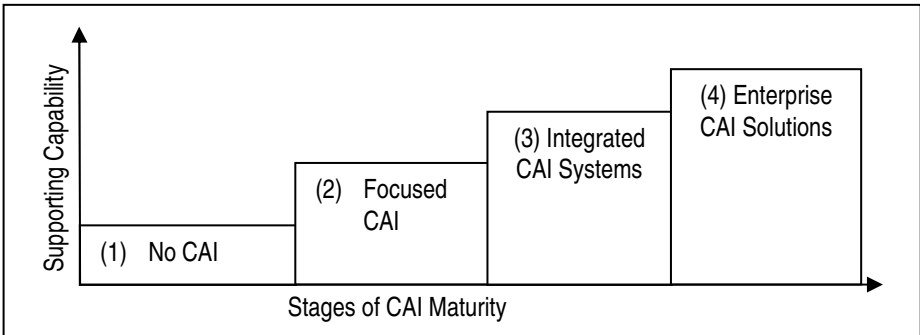 Supporting Capability
(1) No CAI
(2) Focused
CAI
(3) Integrated
CAI Systems
(4) Enterprise
CAI Solutions
Stages of CAI Maturity